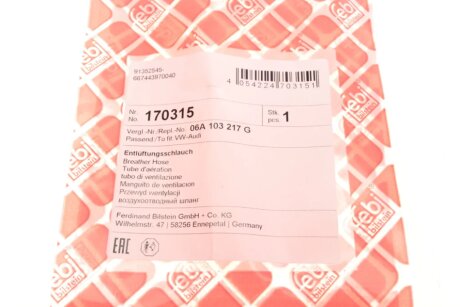 91352845-
667443970040
4 054224 703151
Nr.
No. 170315
Stk
pcs 1
Vergl.-Nr./Repl.-No. 06A 103 217 G
Passend/To fit VW-Audi
Entlüftungsschlauch
Breather Hose
Tube d'aération
tubo di ventilazione
Manguito de ventilacion
Przewyd wentylacji
воздухоотводный шланг
Ferdinand Bilstein GmbH + Co. KG
Wilhelmstr. 47 | 58256 Ennepetal | Germany
EAC
febi
bilstein